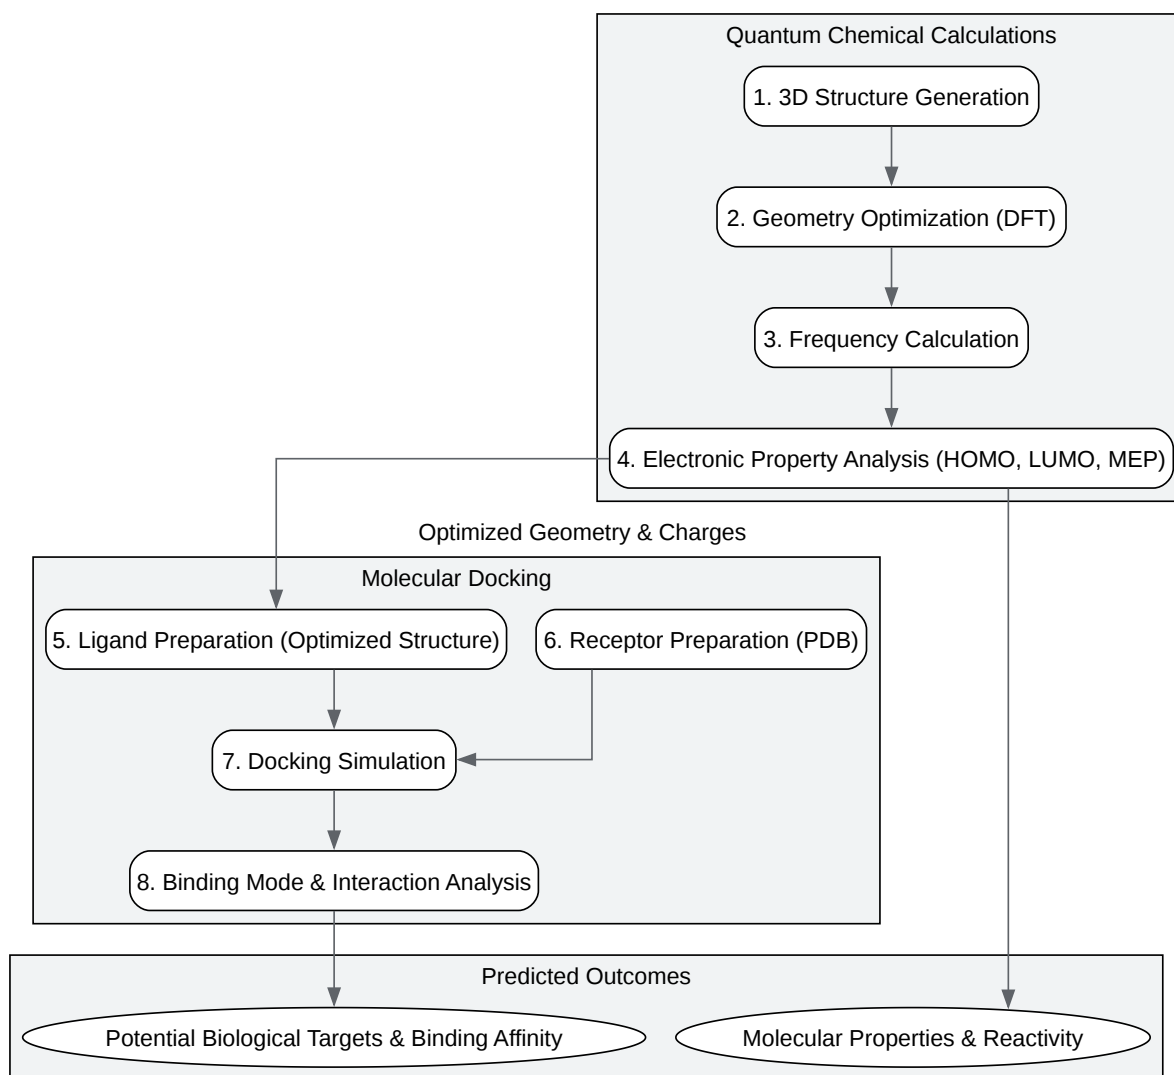 Quantum Chemical Calculations
1. 3D Structure Generation
2. Geometry Optimization (DFT)
3. Frequency Calculation
4. Electronic Property Analysis (HOMO, LUMO, MEP)
Optimized Geometry & Charges
Molecular Docking
5. Ligand Preparation (Optimized Structure)
6. Receptor Preparation (PDB)
7. Docking Simulation
8. Binding Mode & Interaction Analysis
Predicted Outcomes
Potential Biological Targets & Binding Affinity
Molecular Properties & Reactivity